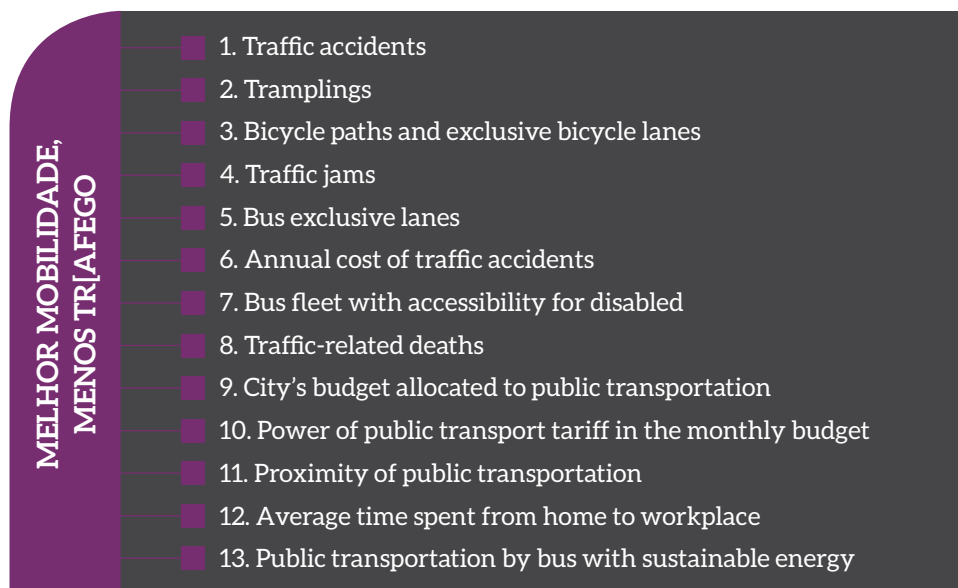 MELHOR MOBILIDADE,
MENOS TR[AFEGO
1. Traffic accidents
2. Tramplings
3. Bicycle paths and exclusive bicycle lanes
4. Traffic jams
5. Bus exclusive lanes
6. Annual cost of traffic accidents
7. Bus fleet with accessibility for disabled
8. Traffic-related deaths
9. City’s budget allocated to public transportation
10. Power of public transport tariff in the monthly budget
11. Proximity of public transportation
12. Average time spent from home to workplace
13. Public transportation by bus with sustainable energy